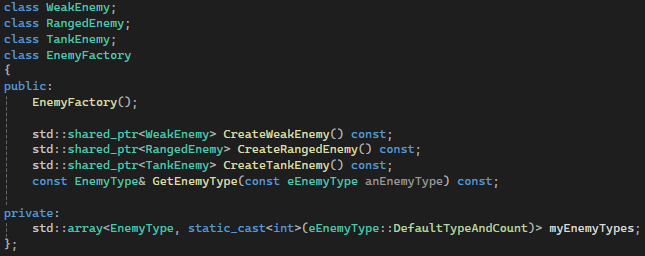 class WeakEnemy;
class RangedEnemy;
class TankEnemy;
class EnemyFactory
{
public:
EnemyFactory();
std::shared_ptr<WeakEnemy> CreateWeakEnemy() const;
std::shared_ptr<RangedEnemy> CreateRangedEnemy() const;
std::shared_ptr<TankEnemy> CreateTankEnemy() const;
const EnemyType& GetEnemyType(const eEnemyType anEnemyType) const;
private:
std::array<EnemyType, static_cast<int>(eEnemyType::DefaultTypeAndCount)> myEnemyTypes;
};